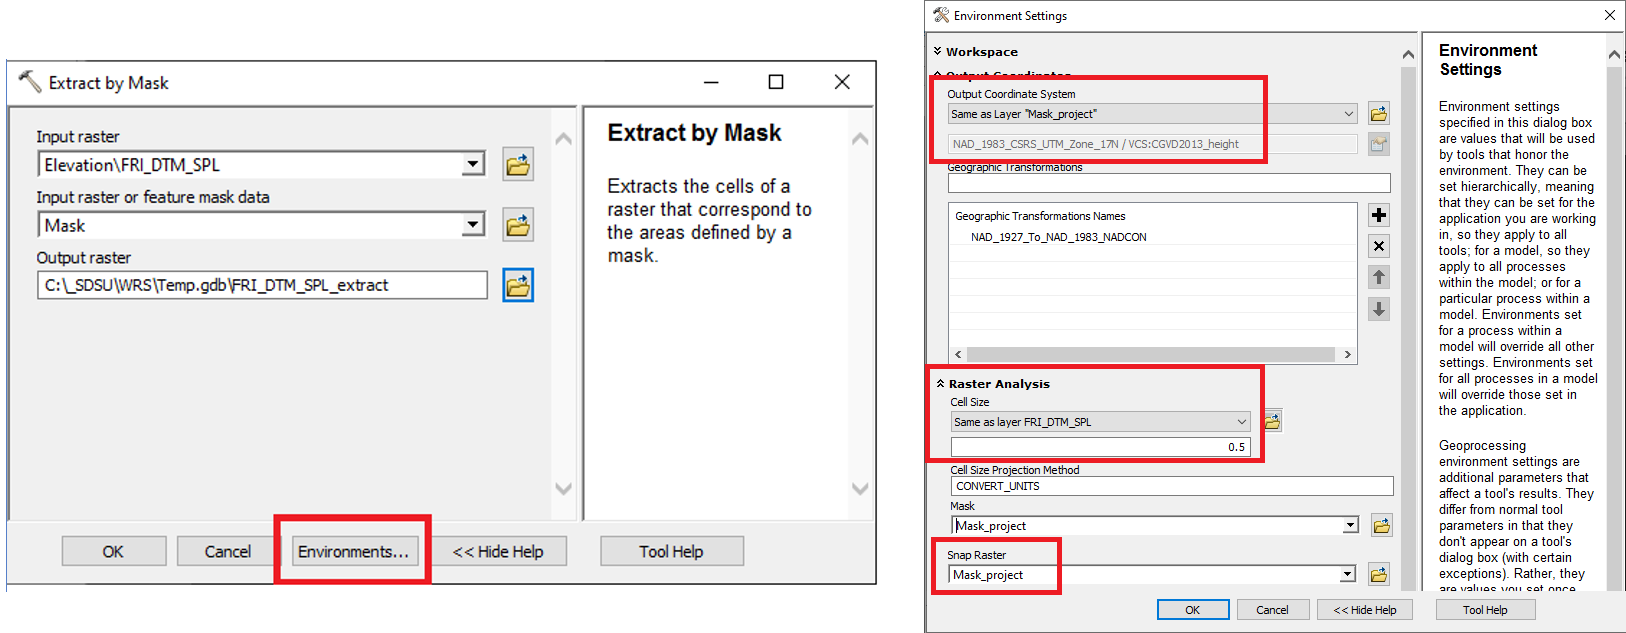 Extract by Mask
Input raster
Elevation\FRI_DTM_SPL
Input raster or feature mask data
Mask
Output raster
C:\_SDSU\WRS\Temp.gdb\FRI_DTM_SPL_extract
Extract by Mask
Extracts the cells of a
raster that correspond to
the areas defined by a
mask.
OK
Cancel
Environments...
<< Hide Help
Tool Help
Environment Settings
Workspace
Output Coordinates
Output Coordinate System
Same as Layer "Mask_project"
NAD_1983_CSRS_UTM_Zone_17N / VCS:CGVD2013_height
Geographic Transformations
Geographic Transformations Names
NAD_1927_To_NAD_1983_NADCON
Raster Analysis
Cell Size
Same as layer FRI_DTM_SPL
0.5
Cell Size Projection Method
CONVERT_UNITS
Mask
Mask_project
Snap Raster
Mask_project
OK
Cancel
<< Hide Help
Tool Help
Environment
Settings
Environment settings
specified in this dialog box
are values that will be used
by tools that honor the
environment. They can be
set hierarchically, meaning
that they can be set for the
application you are working
in, so they apply to all
tools; for a model, so they
apply to all processes
within the model; or for a
particular process within a
model. Environments set
for a process within a
model will override all other
settings. Environments set
for all processes in a model
will override those set in
the application.
Geoprocessing
environment settings are
additional parameters that
affect a tool's results. They
differ from normal tool
parameters in that they
don't appear on a tool's
dialog box (with certain
exceptions). Rather, they
are values you set once